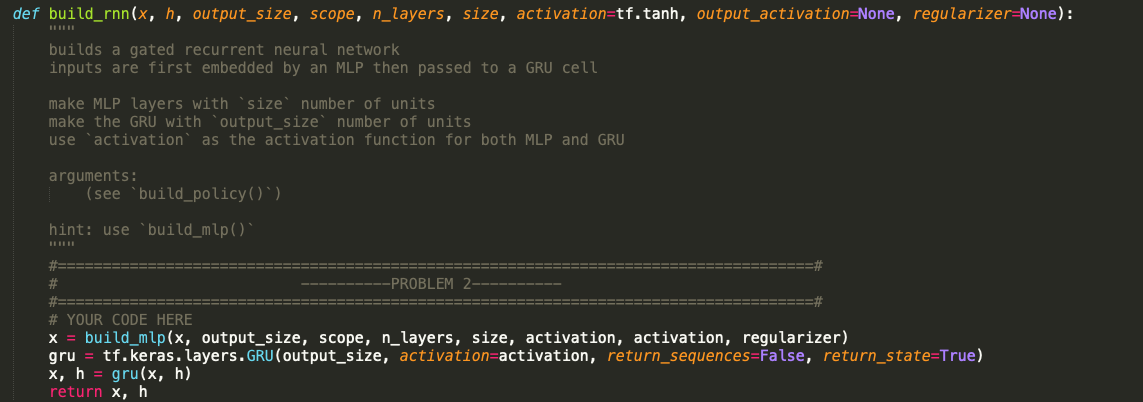 def build_rnn(x, h, output_size, scope, n_layers, size, activation=tf.tanh, output_activation=None, regularizer=None):
    """
    builds a gated recurrent neural network
    inputs are first embedded by an MLP then passed to a GRU cell

    make MLP layers with `size` number of units
    make the GRU with `output_size` number of units
    use `activation` as the activation function for both MLP and GRU

    arguments:
        (see `build_policy()`)

    hint: use `build_mlp()`
    """
    #====================================================================================#
    #                           ----------PROBLEM 2----------
    #====================================================================================#
    # YOUR CODE HERE
    x = build_mlp(x, output_size, scope, n_layers, size, activation, activation, regularizer)
    gru = tf.keras.layers.GRU(output_size, activation=activation, return_sequences=False, return_state=True)
    x, h = gru(x, h)
    return x, h